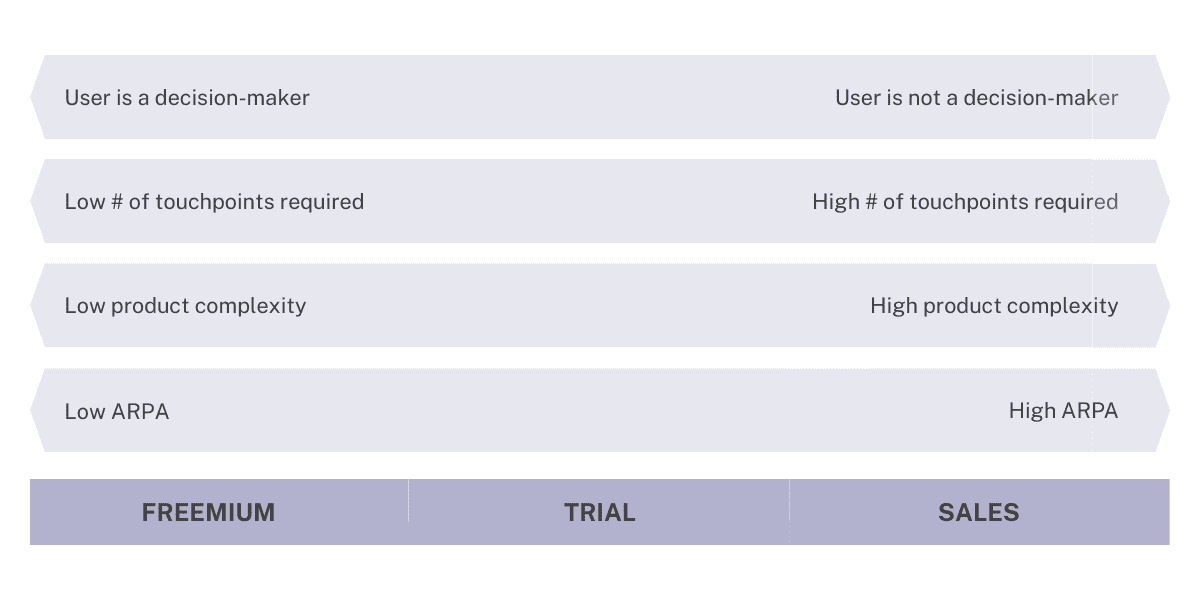 User is a decision-maker
User is not a decision-maker
Low # of touchpoints required
High # of touchpoints required
Low product complexity
High product complexity
Low ARPA
High ARPA
FREEMIUM
TRIAL
SALES